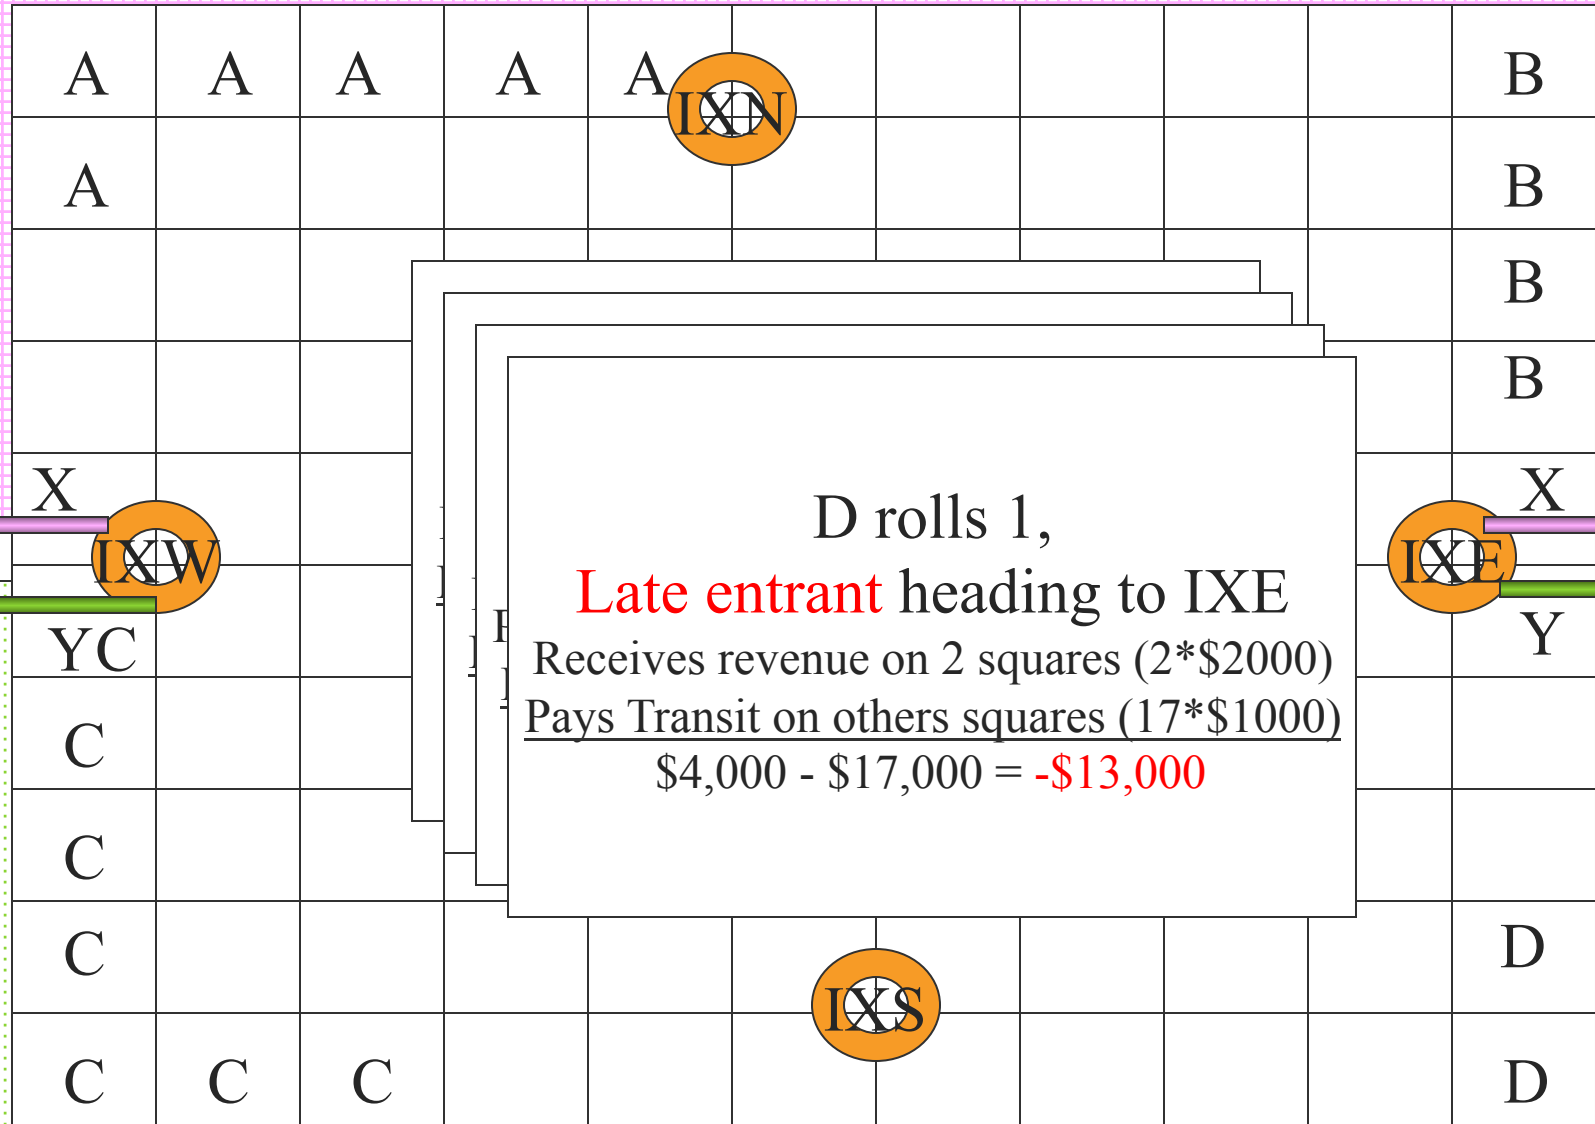 A A A A A IXN B
A B
B
B
X X
IXW IXE
YC Y
D rolls 1,
Late entrant heading to IXE
Receives revenue on 2 squares (2*$2000)
Pays Transit on others squares (17*$1000)
$4,000 - $17,000 = -$13,000
C
C
C D
IXS
C C C D